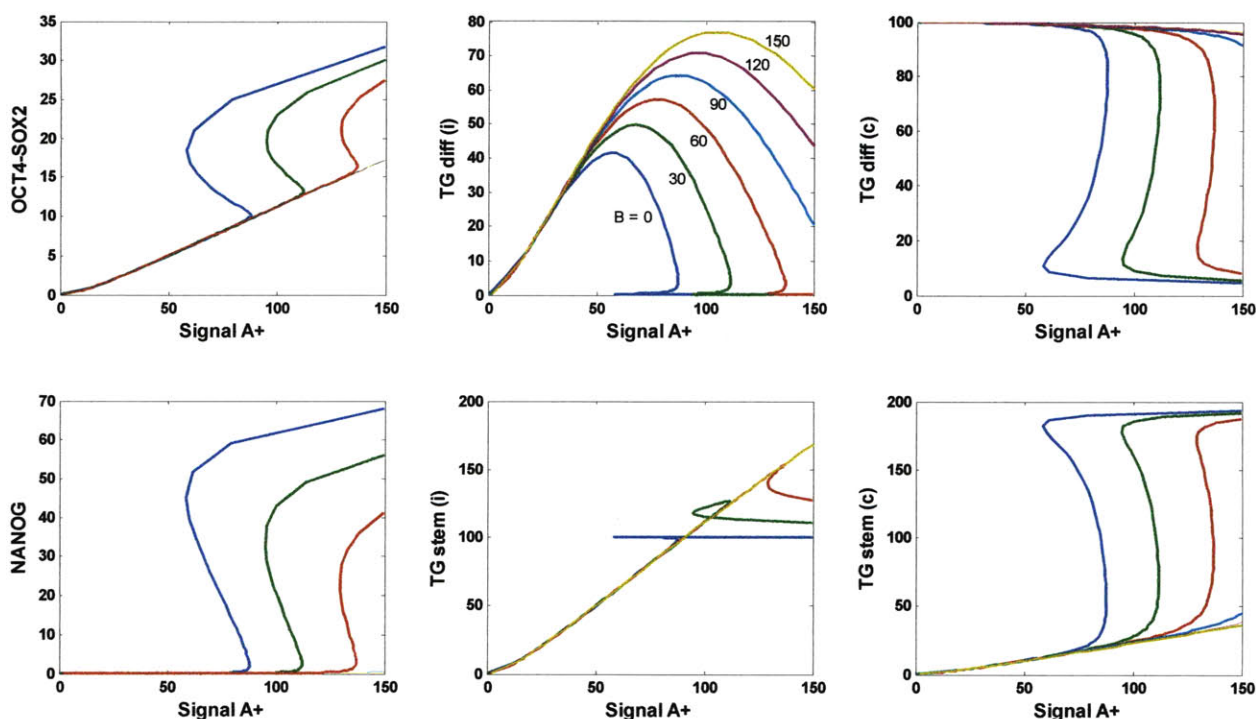 OCT4-SOX2
35
30
25
20
15
10
5
0
0 50 100 150
Signal A+
TG diff (i)
80
70
60
50
40
30
20
10
0
150
120
90
60
30
B = 0
0 50 100 150
Signal A+
TG diff (c)
100
80
60
40
20
0
0 50 100 150
Signal A+
NANOG
70
60
50
40
30
20
10
0
0 50 100 150
Signal A+
TG stem (i)
200
150
100
50
0
0 50 100 150
Signal A+
TG stem (c)
200
150
100
50
0
0 50 100 150
Signal A+